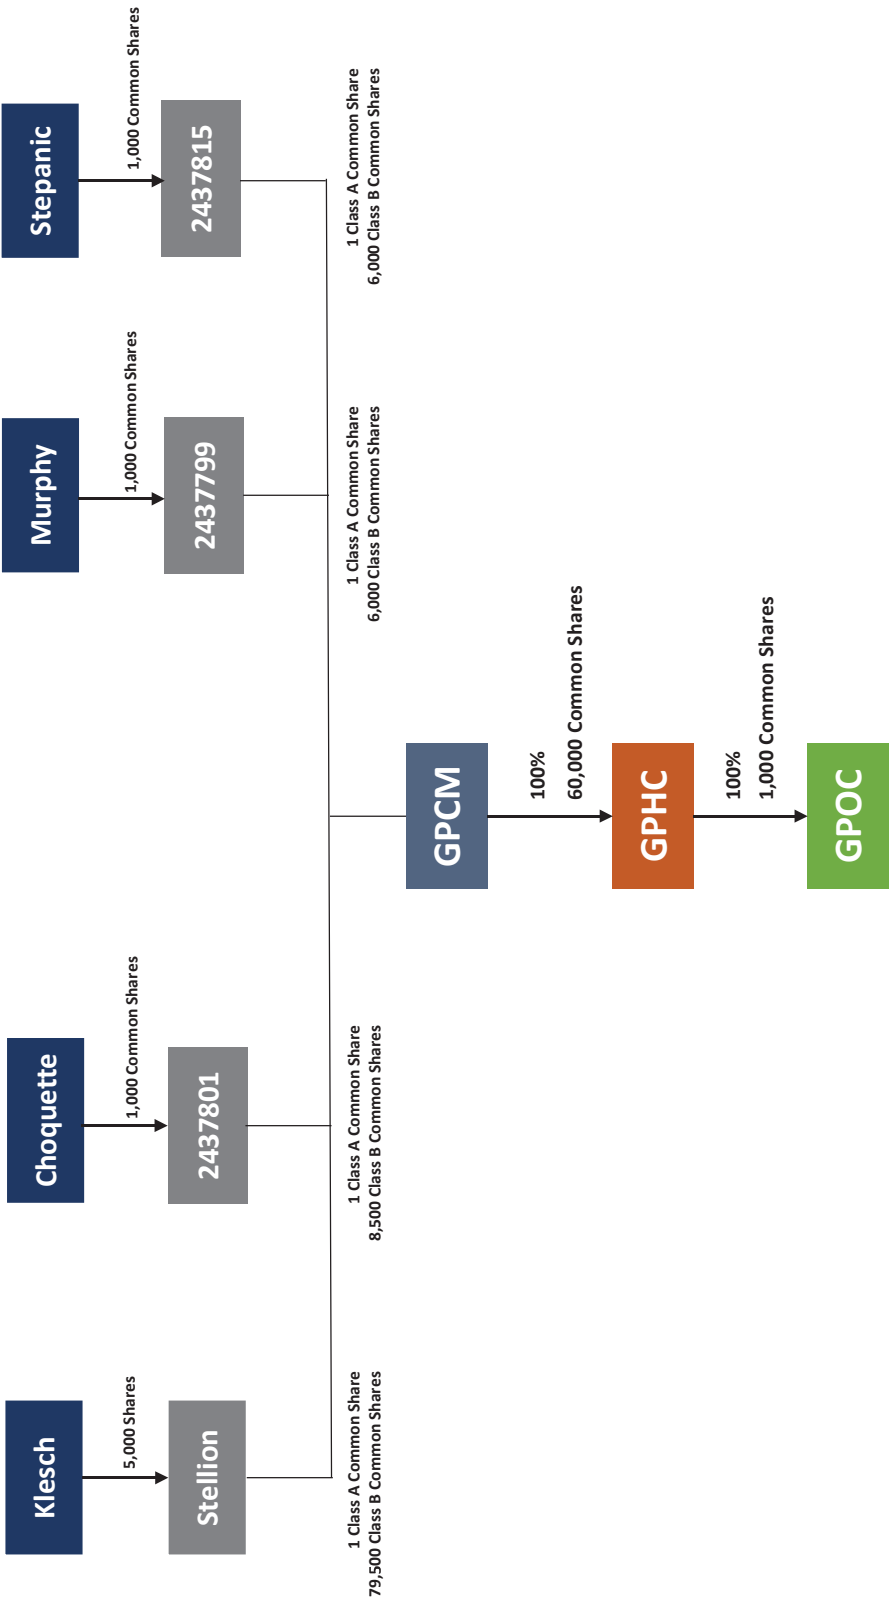 Klesch
Choquette
Murphy
Stepanic
5,000 Shares
1,000 Common Shares
1,000 Common Shares
1,000 Common Shares
Stellion
2437801
2437799
2437815
1 Class A Common Share
79,500 Class B Common Shares
1 Class A Common Share
8,500 Class B Common Shares
1 Class A Common Share
6,000 Class B Common Shares
1 Class A Common Share
6,000 Class B Common Shares
GPCM
100%
60,000 Common Shares
GPHC
100%
1,000 Common Shares
GPOC